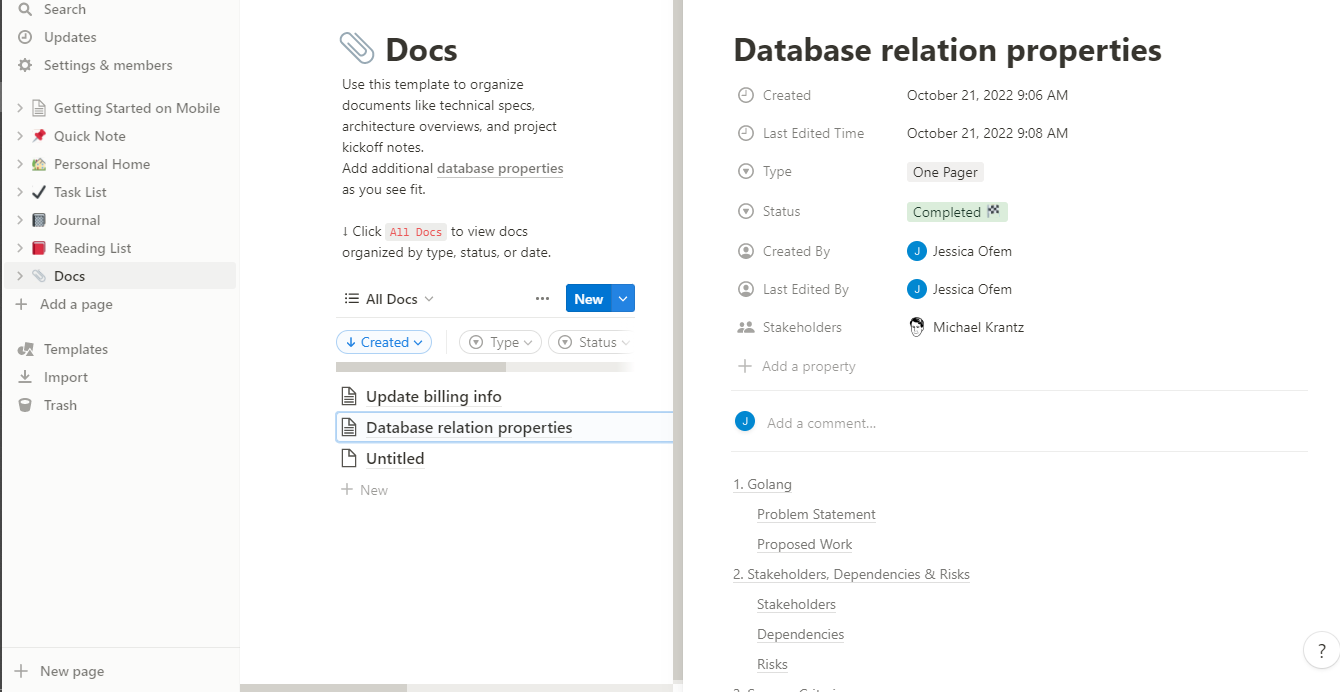 Search
Updates
Settings & members
Getting Started on Mobile
Quick Note
Personal Home
Task List
Journal
Reading List
Docs
Add a page
Templates
Import
Trash
New page
Docs
Use this template to organize
documents like technical specs,
architecture overviews, and project
kickoff notes.
Add additional database properties
as you see fit.
↓ Click All Docs to view docs
organized by type, status, or date.
All Docs
New
Created
Type
Status
Update billing info
Database relation properties
Untitled
New
Database relation properties
Created October 21, 2022 9:06 AM
Last Edited Time October 21, 2022 9:08 AM
Type One Pager
Status Completed
Created By J Jessica Ofem
Last Edited By J Jessica Ofem
Stakeholders Michael Krantz
Add a property
J Add a comment...
1. Golang
Problem Statement
Proposed Work
2. Stakeholders, Dependencies & Risks
Stakeholders
Dependencies
Risks
?